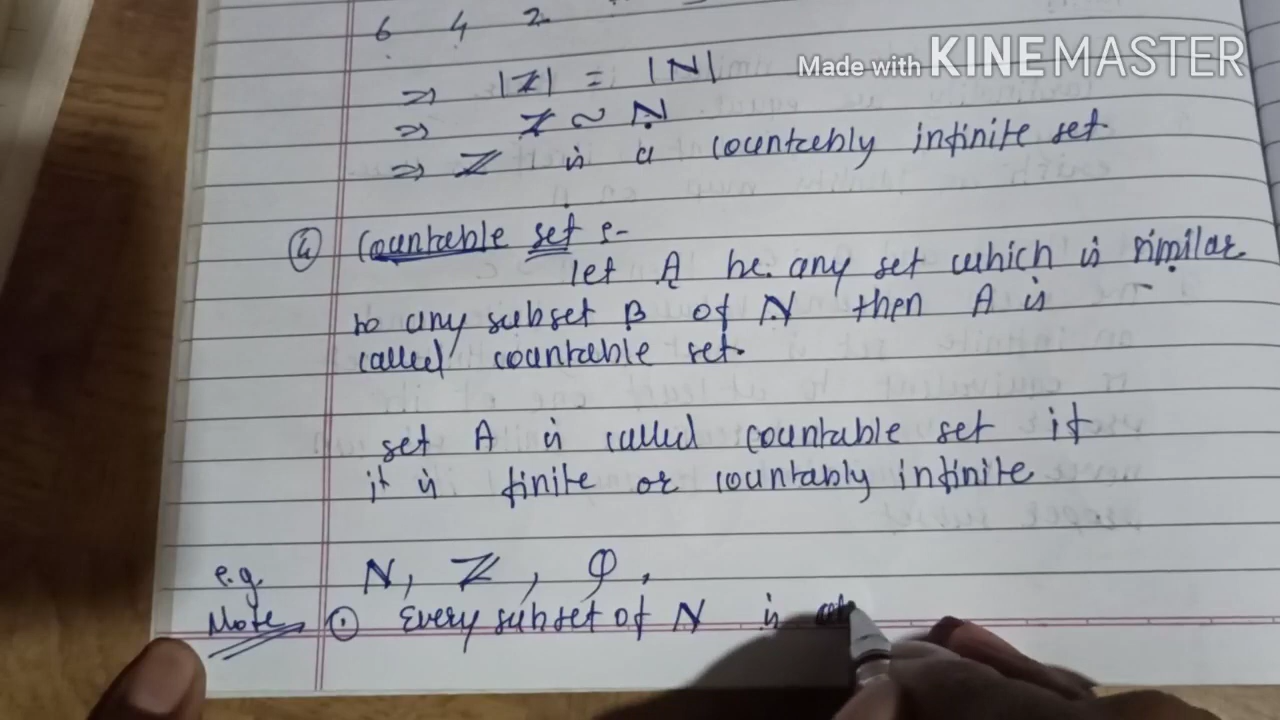 6 4 2
Made with KINEMASTER
⇒ |Z| = |N|
⇒ Z ~ N
⇒ Z is a countably infinite set
④ Countable set :-
let A be any set which is similar
to any subset B of N then A is
called countable set.
set A is called countable set if
it is finite or countably infinite
e.g. N, Z, Q,
Note ① Every subset of N is